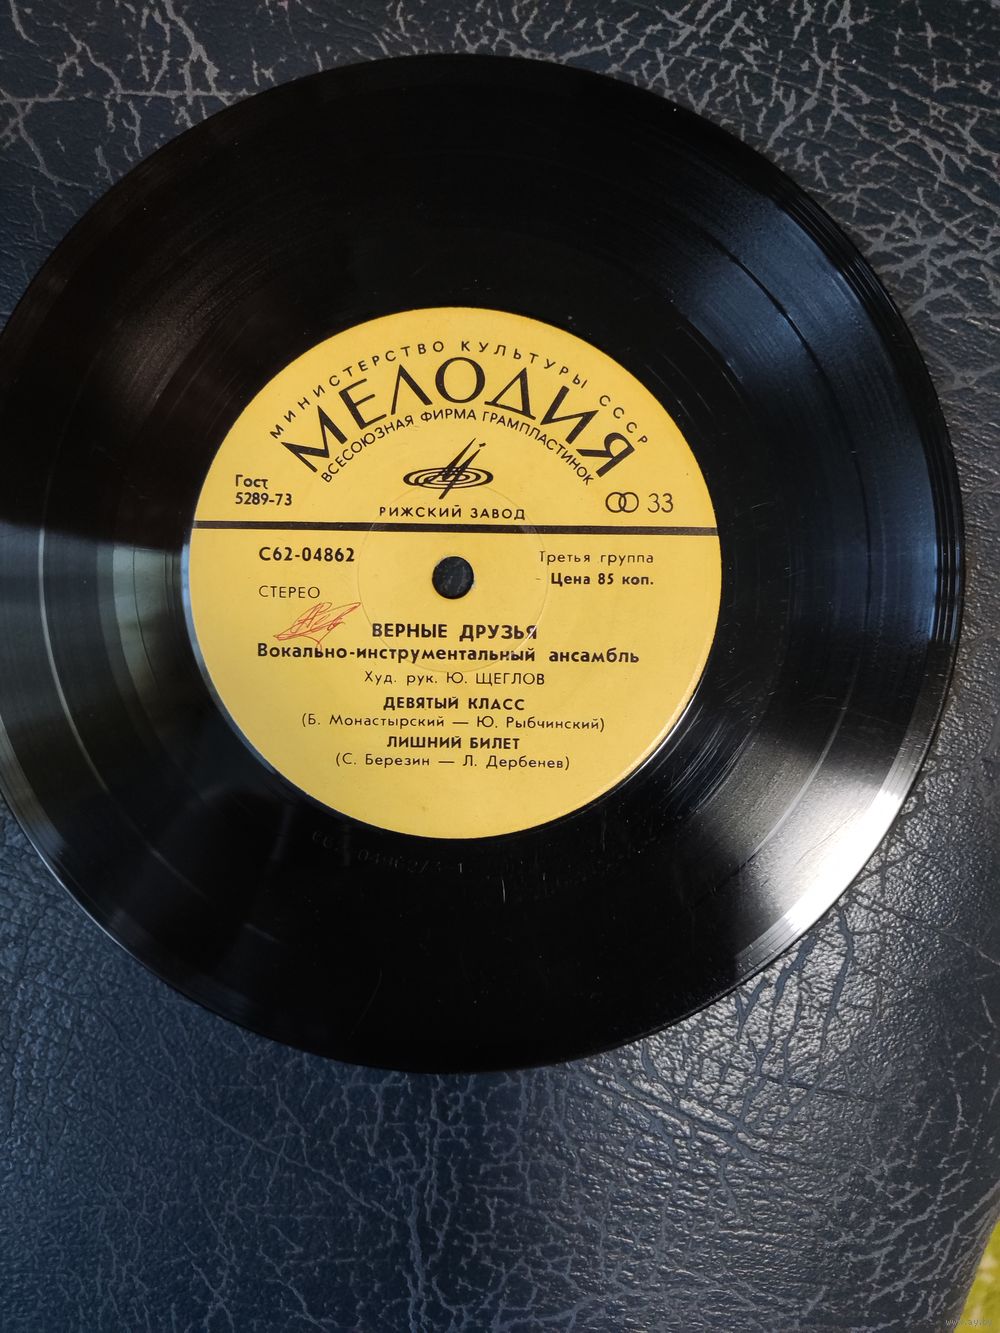 МИНИСТЕРСТВО КУЛЬТУРЫ СССР
МЕЛОДИЯ
ВСЕСОЮЗНАЯ ФИРМА ГРАМПЛАСТИНОК
Гост
5289-73
33
РИЖСКИЙ ЗАВОД
С62-04862
Третья группа
Цена 85 коп.
СТЕРЕО
ВЕРНЫЕ ДРУЗЬЯ
Вокально-инструментальный ансамбль
Худ. рук. Ю. ЩЕГЛОВ
ДЕВЯТЫЙ КЛАСС
(Б. Монастырский — Ю. Рыбчинский)
ЛИШНИЙ БИЛЕТ
(С. Березин — Л. Дербенев)